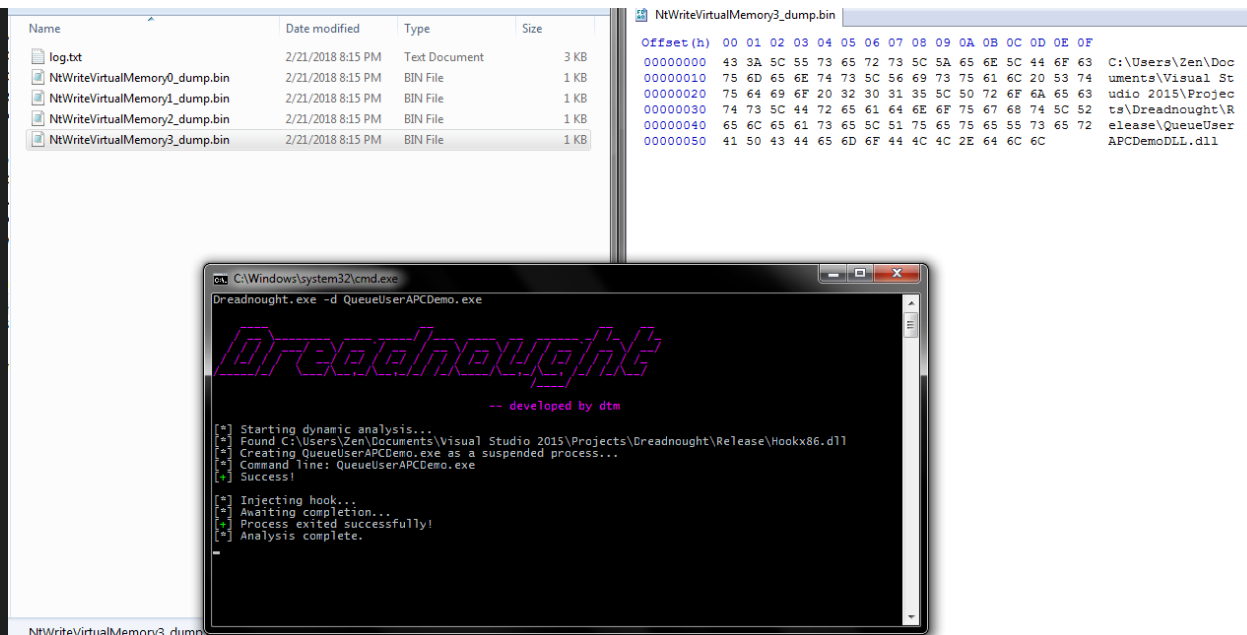 Name Date modified Type Size
log.txt 2/21/2018 8:15 PM Text Document 3 KB
NtWriteVirtualMemory0_dump.bin 2/21/2018 8:15 PM BIN File 1 KB
NtWriteVirtualMemory1_dump.bin 2/21/2018 8:15 PM BIN File 1 KB
NtWriteVirtualMemory2_dump.bin 2/21/2018 8:15 PM BIN File 1 KB
NtWriteVirtualMemory3_dump.bin 2/21/2018 8:15 PM BIN File 1 KB
NtWriteVirtualMemory3_dump.bin
Offset(h) 00 01 02 03 04 05 06 07 08 09 0A 0B 0C 0D 0E 0F
00000000 43 3A 5C 55 73 65 72 73 5C 5A 65 6E 5C 44 6F 63 C:\Users\Zen\Doc
00000010 75 6D 65 6E 74 73 5C 56 69 73 75 61 6C 20 53 74 uments\Visual St
00000020 75 64 69 6F 20 32 30 31 35 5C 50 72 6F 6A 65 63 udio 2015\Projec
00000030 74 73 5C 44 72 65 61 64 6E 6F 75 67 68 74 5C 52 ts\Dreadnought\R
00000040 65 6C 65 61 73 65 5C 51 75 65 75 65 55 73 65 72 elease\QueueUser
00000050 41 50 43 44 65 6D 6F 44 4C 4C 2E 64 6C 6C APCDemoDLL.dll
C:\Windows\system32\cmd.exe
Dreadnought.exe -d QueueUserAPCDemo.exe
Dreadnought
-- developed by dtm
[*] Starting dynamic analysis...
[*] Found C:\Users\Zen\Documents\Visual Studio 2015\Projects\Dreadnought\Release\Hookx86.dll
[*] Creating QueueUserAPCDemo.exe as a suspended process...
[*] Command line: QueueUserAPCDemo.exe
[+] Success!
[*] Injecting hook...
[*] Awaiting completion...
[+] Process exited successfully!
[*] Analysis complete.
NtWriteVirtualMemory3_dump